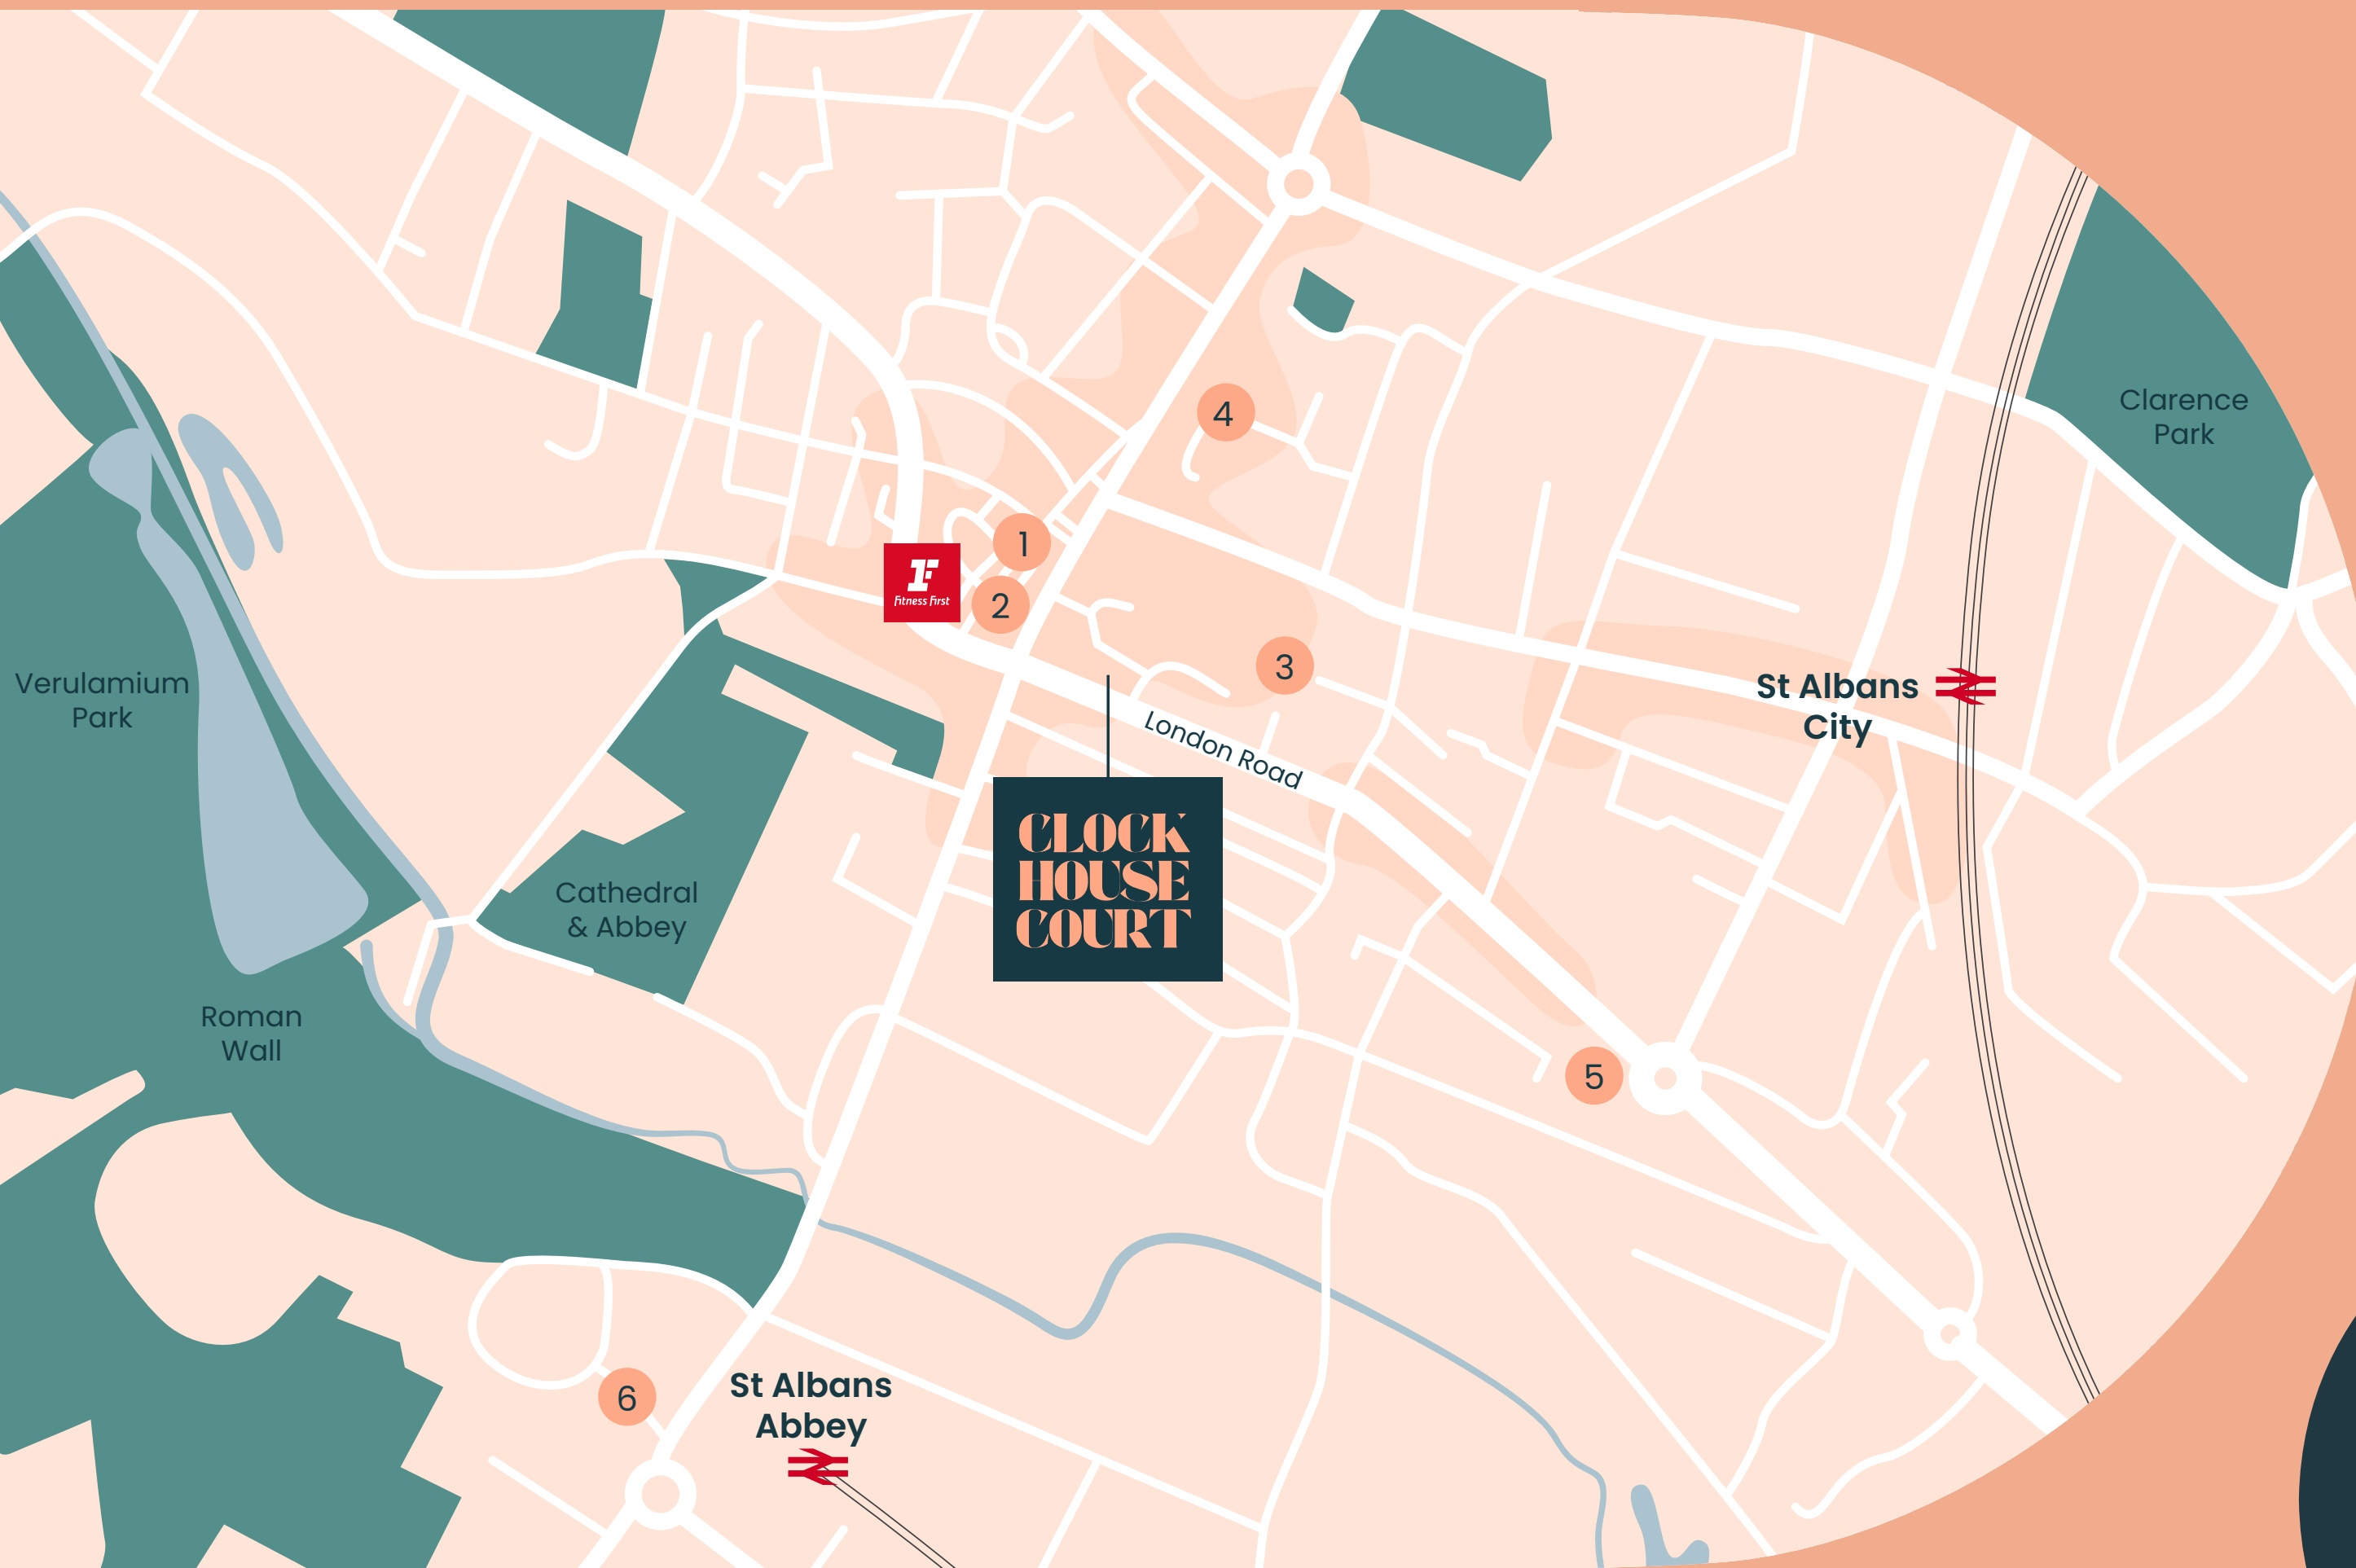 Clarence
Park
4
1
Fitness First
2
3
Verulamium
Park
St Albans
City
London Road
CLOCK
HOUSE
COURT
Cathedral
& Abbey
Roman
Wall
5
6
St Albans
Abbey